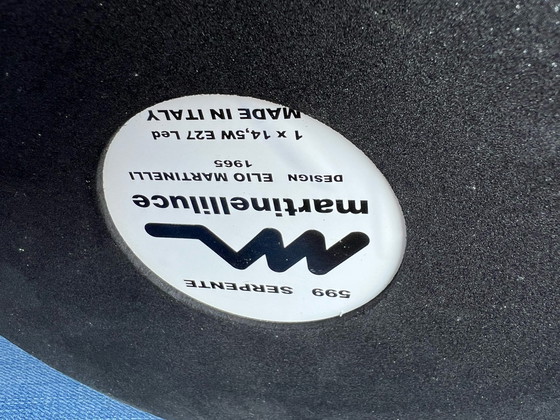 599 SERPENTE
martinelliluce
DESIGN ELIO MARTINELLI
1965
1 x 14,5W E27 Led
MADE IN ITALY